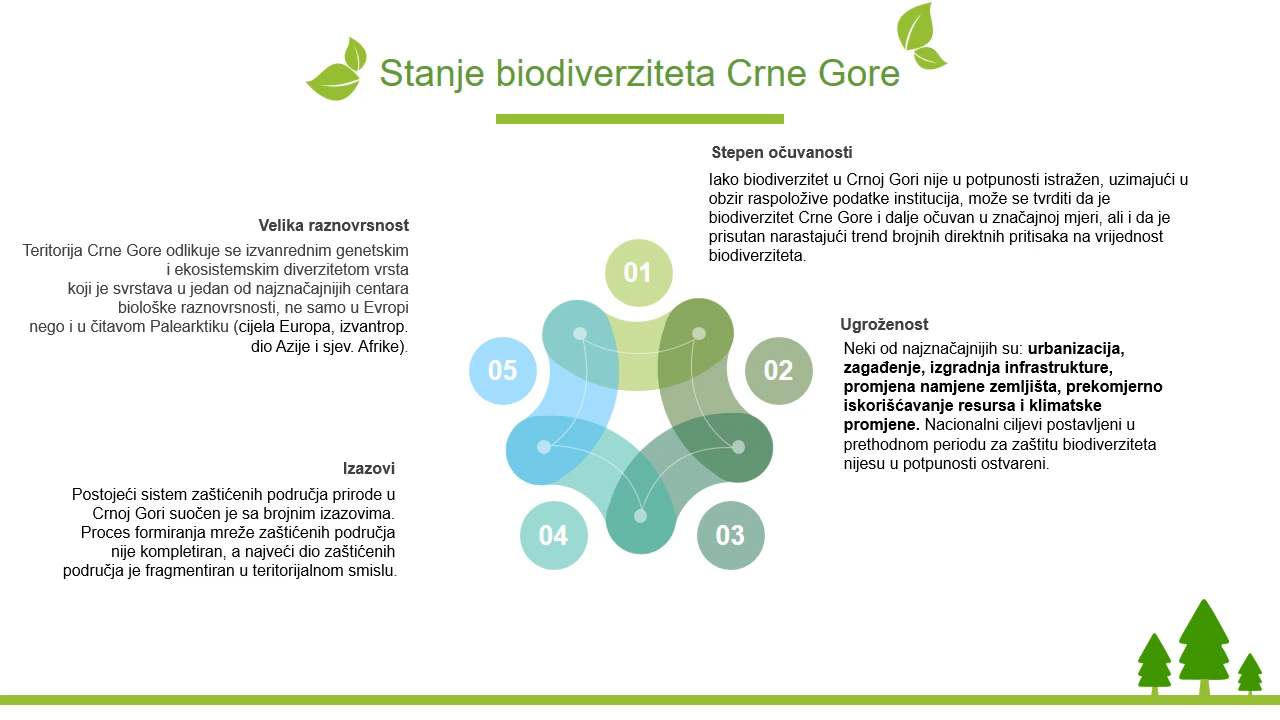 Stanje biodiverziteta Crne Gore
Stepen očuvanosti
Iako biodiverzitet u Crnoj Gori nije u potpunosti istražen, uzimajući u
obzir raspoložive podatke institucija, može se tvrditi da je
biodiverzitet Crne Gore i dalje očuvan u značajnoj mjeri, ali i da je
prisutan narastajući trend brojnih direktnih pritisaka na vrijednost
biodiverziteta.
Velika raznovrsnost
Teritorija Crne Gore odlikuje se izvanrednim genetskim
i ekosistemskim diverzitetom vrsta
koji je svrstava u jedan od najznačajnijih centara
biološke raznovrsnosti, ne samo u Evropi
nego i u čitavom Palearktiku (cijela Europa, izvantrop.
dio Azije i sjev. Afrike).
Ugroženost
Neki od najznačajnijih su: urbanizacija,
zagađenje, izgradnja infrastrukture,
promjena namjene zemljišta, prekomjerno
iskorišćavanje resursa i klimatske
promjene. Nacionalni ciljevi postavljeni u
prethodnom periodu za zaštitu biodiverziteta
nijesu u potpunosti ostvareni.
Izazovi
Postojeći sistem zaštićenih područja prirode u
Crnoj Gori suočen je sa brojnim izazovima.
Proces formiranja mreže zaštićenih područja
nije kompletiran, a najveći dio zaštićenih
područja je fragmentiran u teritorijalnom smislu.
01
02
03
04
05